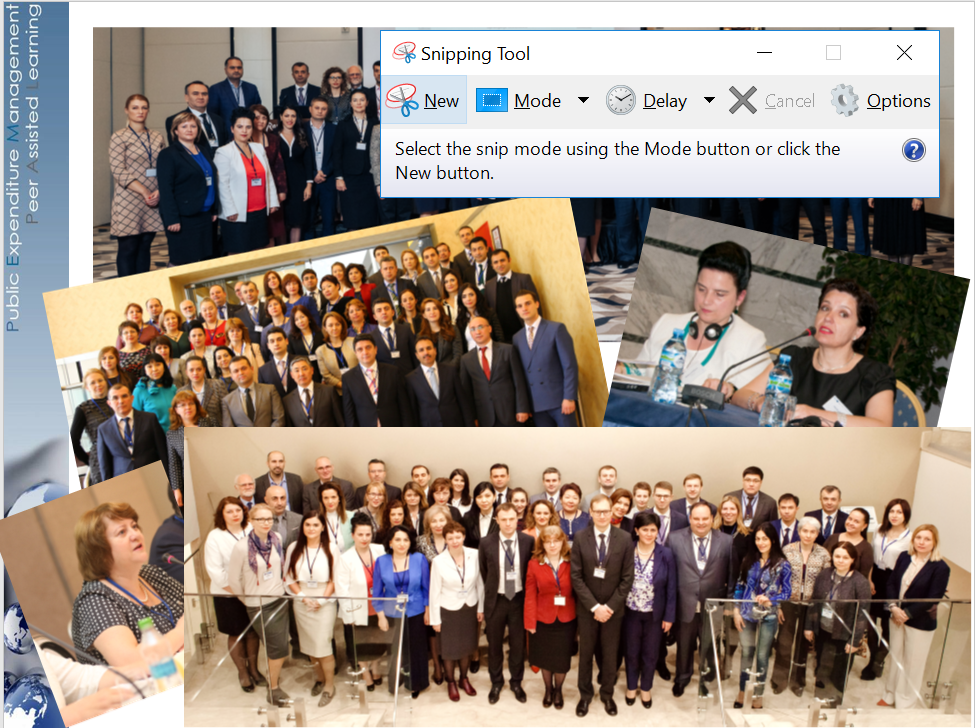 Public Expenditure Management
Peer Assisted Learning
Snipping Tool
New Mode Delay Cancel Options
Select the snip mode using the Mode button or click the
New button.
?